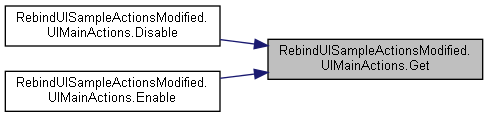 RebindUISampleActionsModified.
UIMainActions.Disable
RebindUISampleActionsModified.
UIMainActions.Get
RebindUISampleActionsModified.
UIMainActions.Enable